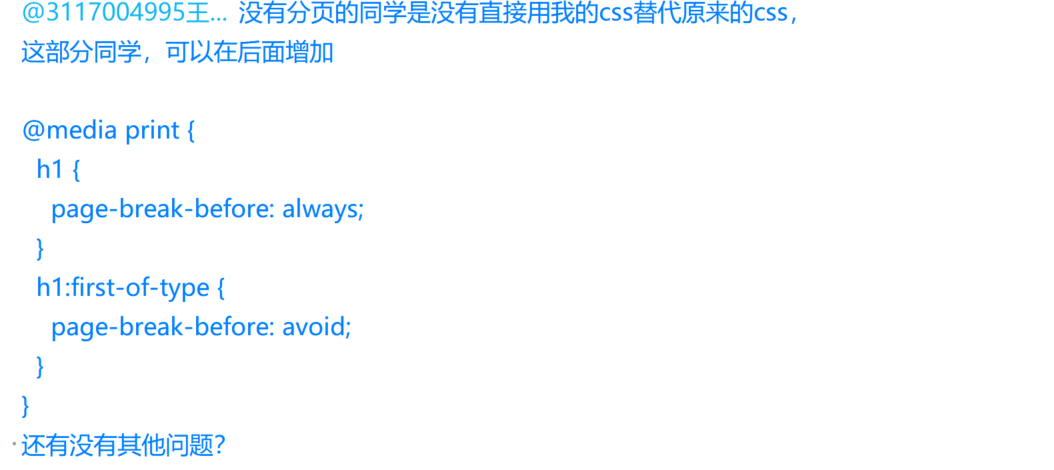 @3117004995王... 没有分页的同学是没有直接用我的css替代原来的css，
这部分同学，可以在后面增加
@media print {
h1 {
page-break-before: always;
}
h1:first-of-type {
page-break-before: avoid;
}
}
还有没有其他问题？